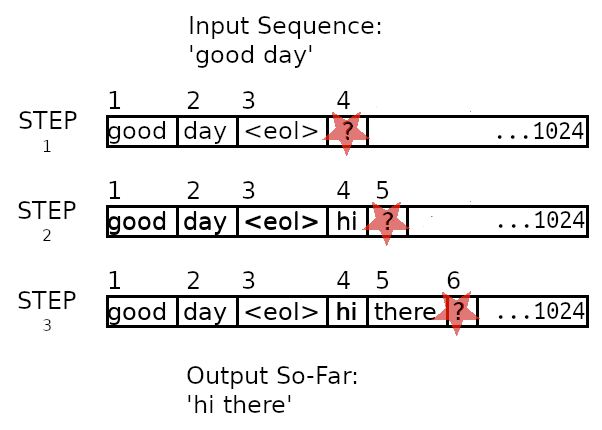 Input Sequence:
'good day'
1 2 3 4
STEP good day <eol> ? ...1024
1
1 2 3 4 5
STEP good day <eol> hi ? ...1024
2
1 2 3 4 5 6
STEP good day <eol> hi there ? ...1024
3
Output So-Far:
'hi there'